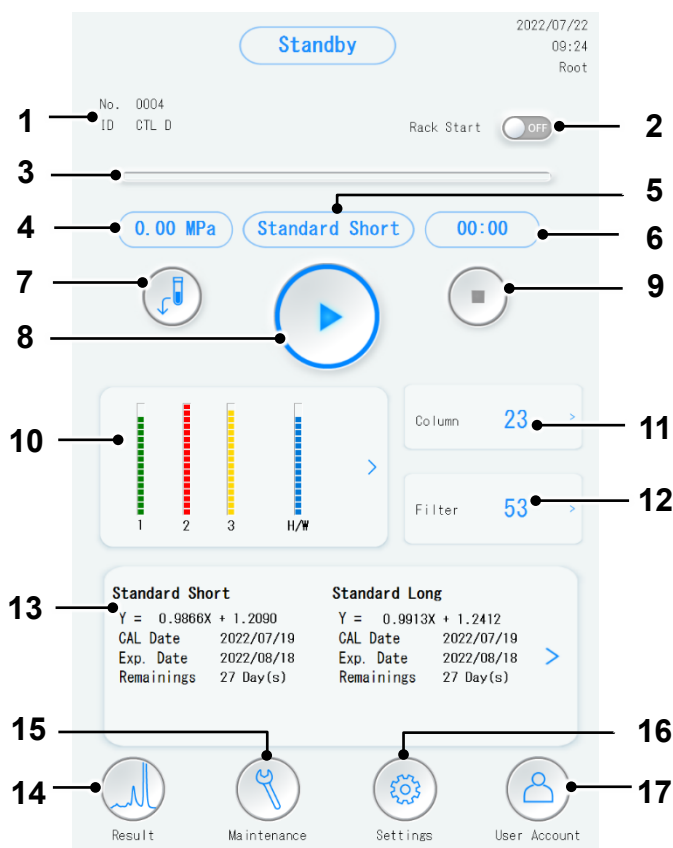 2022/07/22
Standby
09:24
Root
No. 0004
1
ID CTL D
Rack Start OFF 2
3
5
4 0.00 MPa Standard Short 00:00 6
7
9
8
10
Column 23 > 11
>
1 2 3 H/W
Filter 53 > 12
13
Standard Short Standard Long
Y = 0.9866X + 1.2090 Y = 0.9913X + 1.2412
CAL Date 2022/07/19 CAL Date 2022/07/19
Exp. Date 2022/08/18 Exp. Date 2022/08/18 >
Remainings 27 Day(s) Remainings 27 Day(s)
15 16
14 17
Result Maintenance Settings User Account